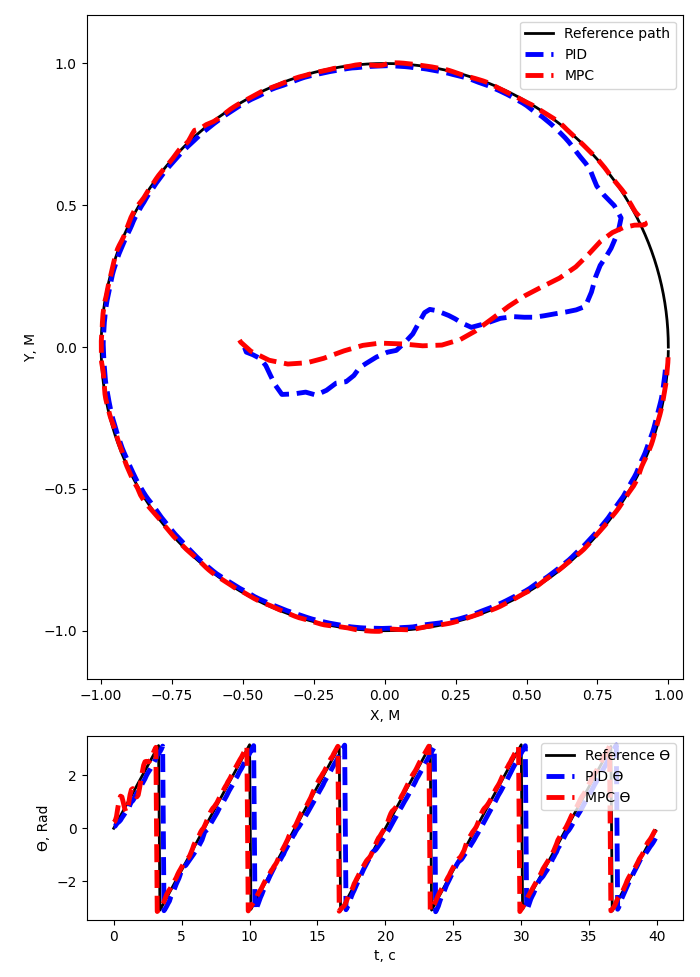 Reference path
PID
MPC
1.0
0.5
0.0
−0.5
−1.0
Y, M
−1.00 −0.75 −0.50 −0.25 0.00 0.25 0.50 0.75 1.00
X, M
Reference Θ
PID Θ
MPC Θ
2
0
−2
Θ, Rad
0 5 10 15 20 25 30 35 40
t, c